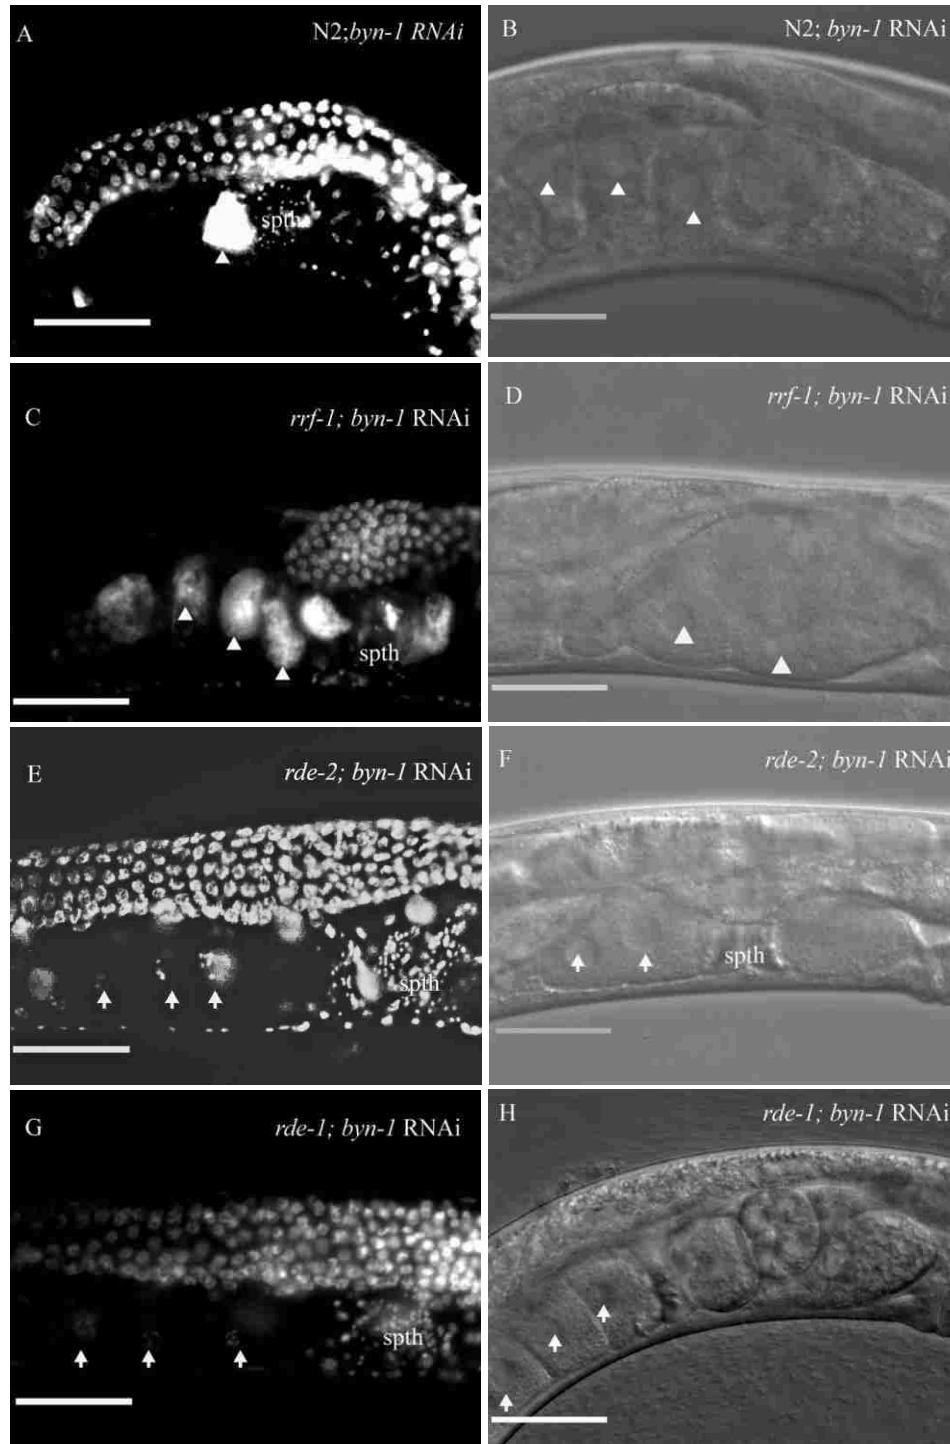 A N2;byn-1 RNAi
spth
B N2; byn-1 RNAi
C rrf-1; byn-1 RNAi
spth
D rrf-1; byn-1 RNAi
E rde-2; byn-1 RNAi
spth
F rde-2; byn-1 RNAi
spth
G rde-1; byn-1 RNAi
spth
H rde-1; byn-1 RNAi